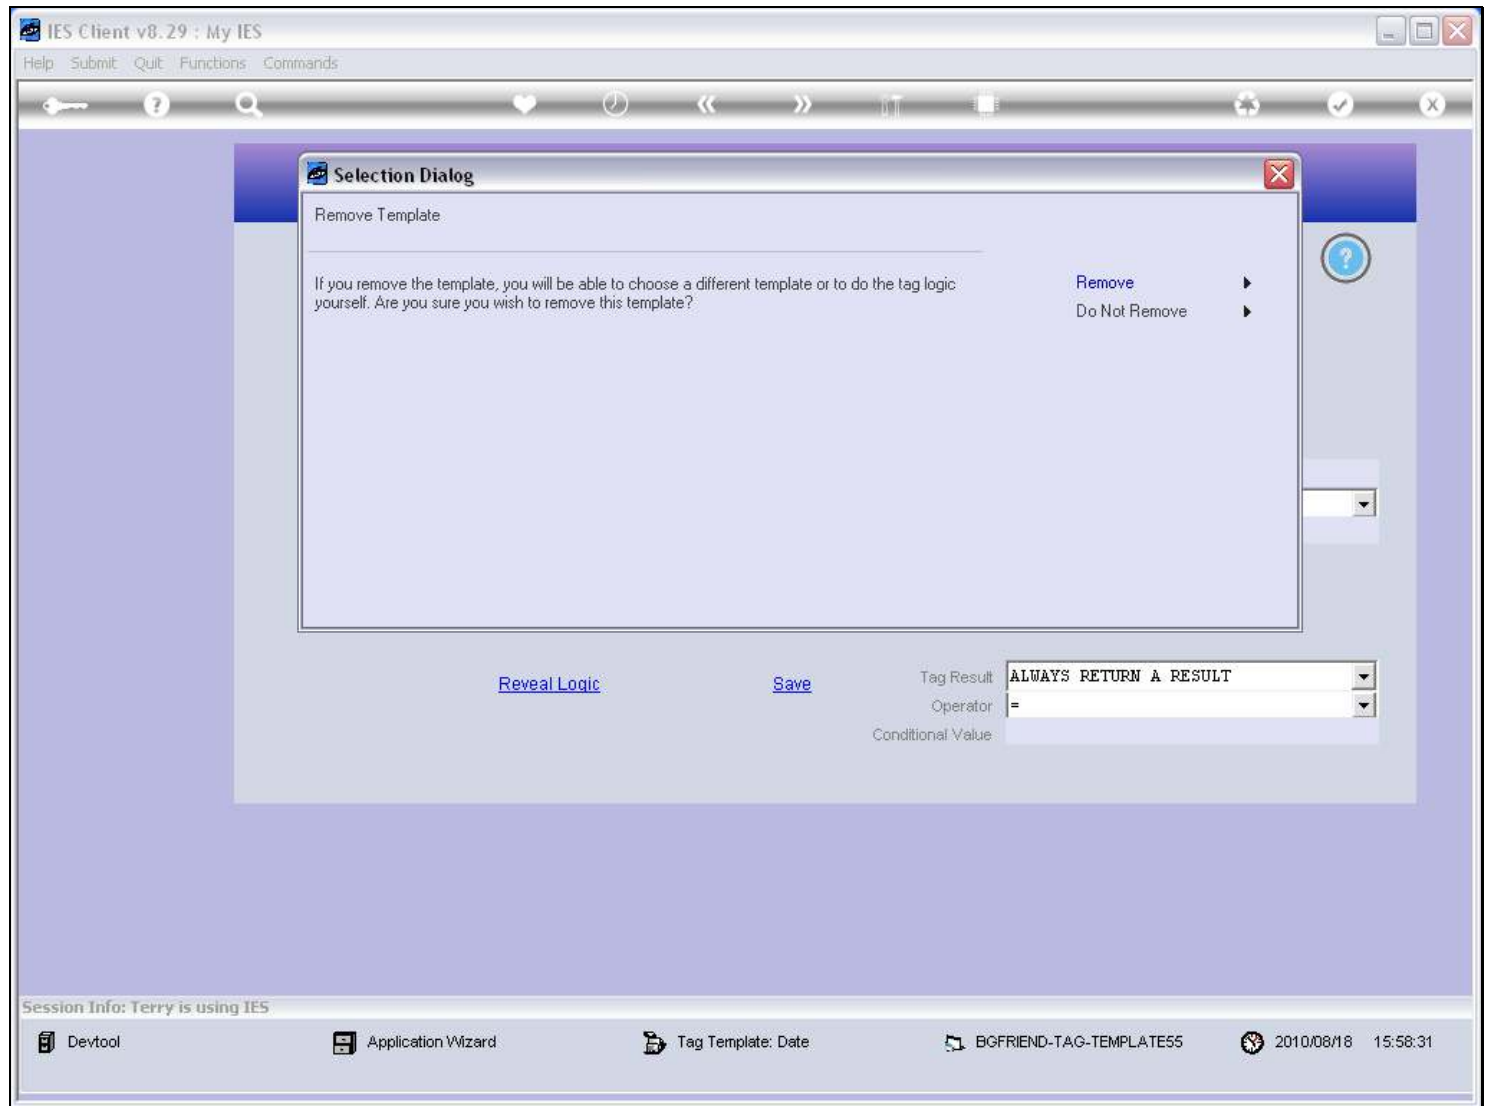 IES Client v8.29 : My IES
Help Submit Quit Functions Commands
Selection Dialog
Remove Template
If you remove the template, you will be able to choose a different template or to do the tag logic
yourself. Are you sure you wish to remove this template?
Remove
Do Not Remove
Reveal Logic
Save
Tag Result ALWAYS RETURN A RESULT
Operator =
Conditional Value
Session Info: Terry is using IES
Devtool Application Wizard Tag Template: Date BGFRIEND-TAG-TEMPLATE55 2010/08/18 15:58:31